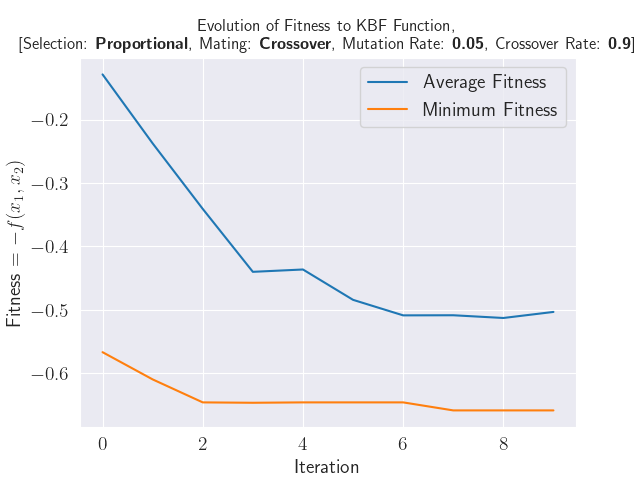 Evolution of Fitness to KBF Function,
[Selection: Proportional, Mating: Crossover, Mutation Rate: 0.05, Crossover Rate: 0.9]
Average Fitness
Minimum Fitness
Fitness = −f(x₁, x₂)
−0.2
−0.3
−0.4
−0.5
−0.6
0 2 4 6 8
Iteration